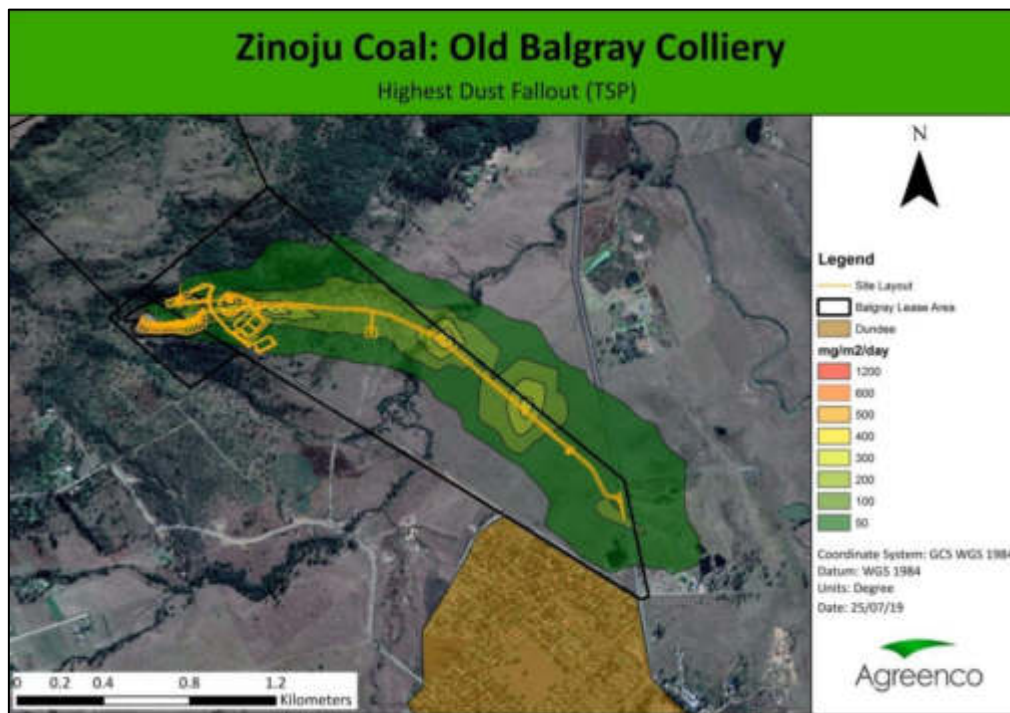 Zinoju Coal: Old Balgray Colliery
Highest Dust Fallout (TSP)
N
Legend
Site Layout
Balgray Lease Area
Dundee
mg/m2/day
1200
600
500
400
300
200
100
50
Coordinate System: GCS WGS 1984
Datum: WGS 1984
Units: Degree
Date: 25/07/19
Agreenco
0 0.2 0.4 0.8 1.2
Kilometers